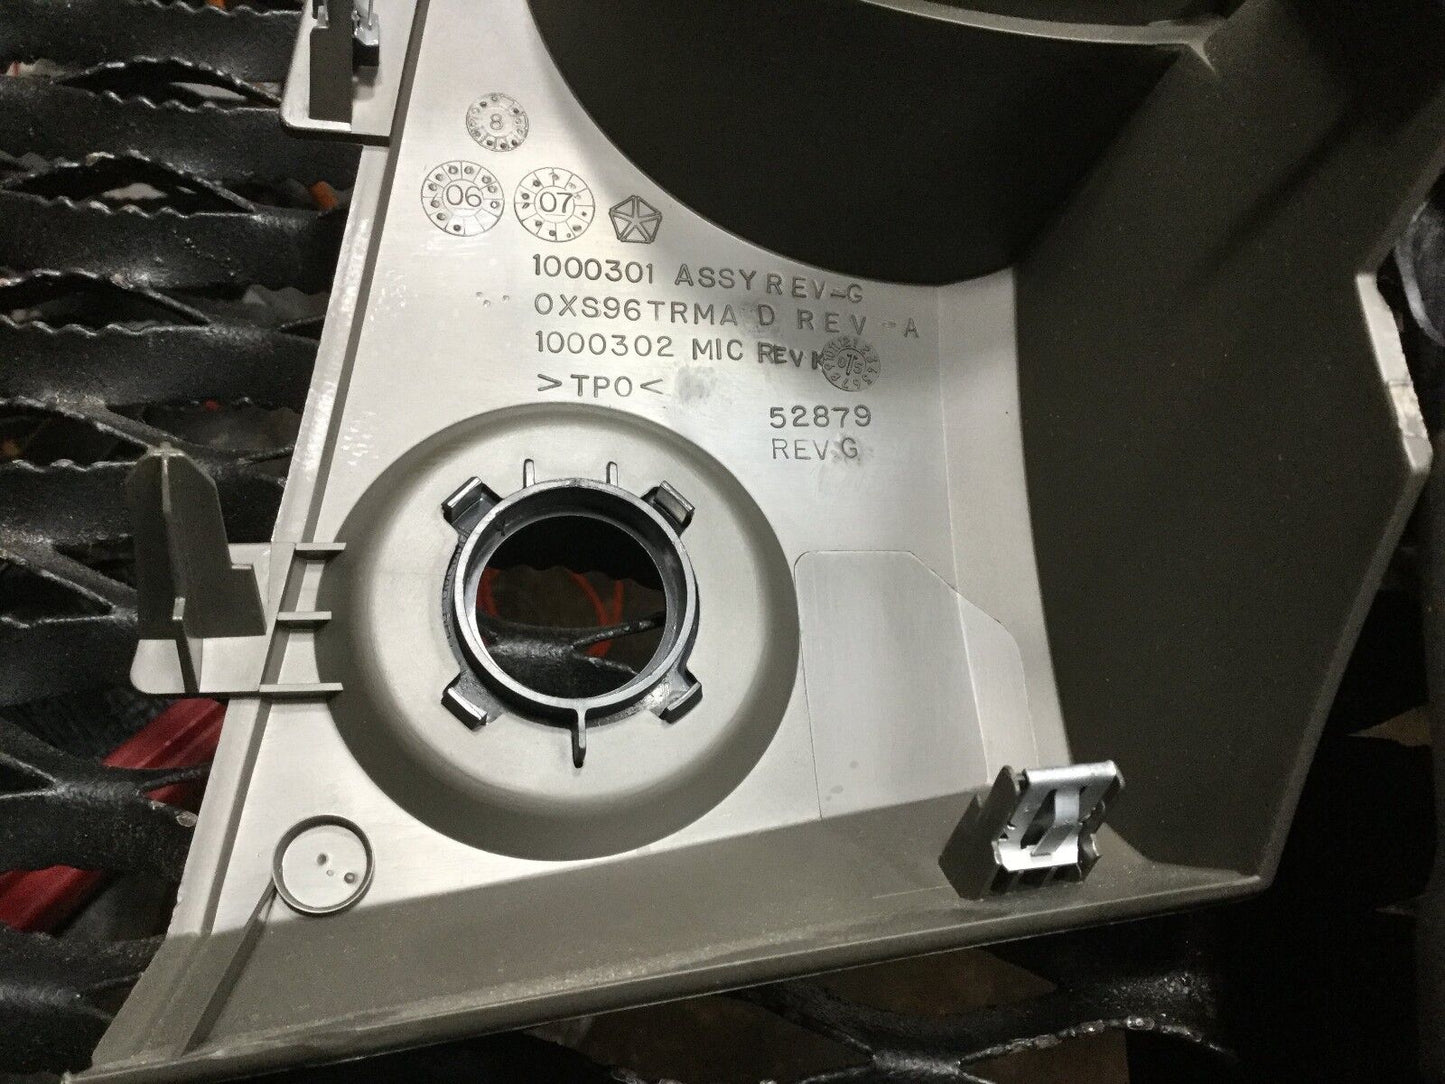 8
06 07
1000301 ASSY REV-G
0XS96TRMA D REV-A
1000302 MIC REV
>TPO<
52879
REV.G